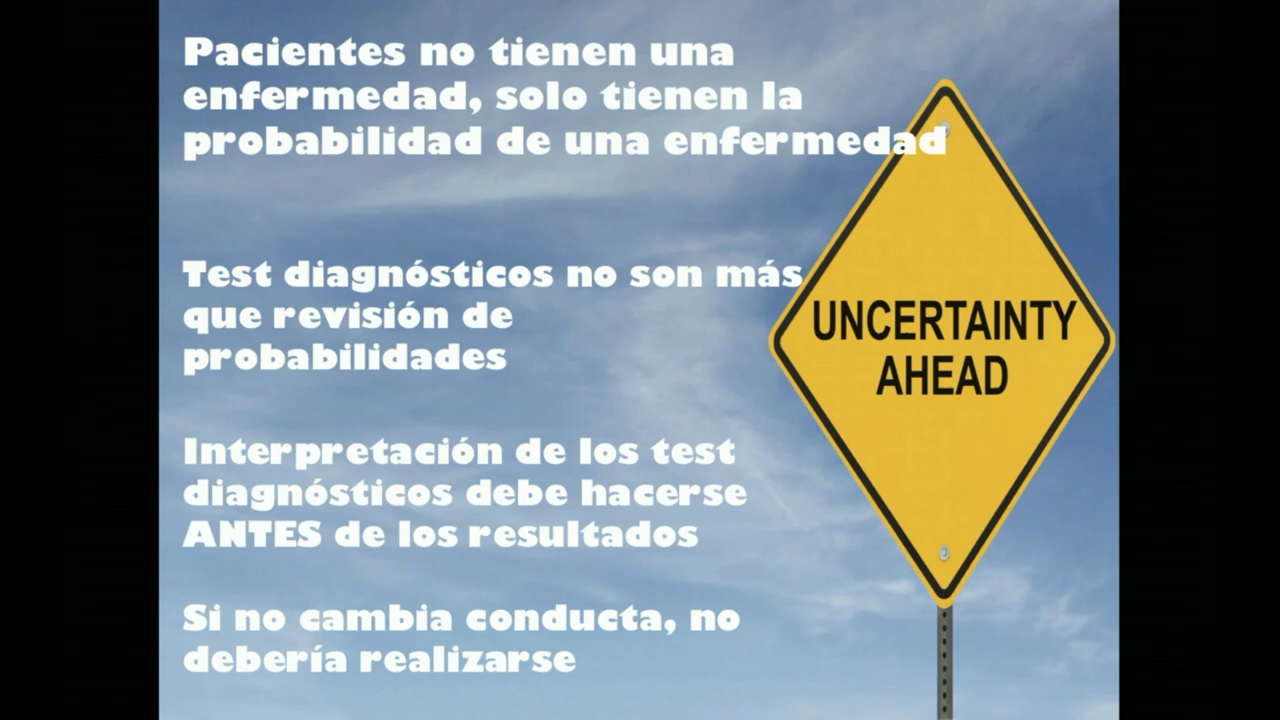 Pacientes no tienen una
enfermedad, solo tienen la
probabilidad de una enfermedad
Test diagnósticos no son más
que revisión de
probabilidades
Interpretación de los test
diagnósticos debe hacerse
ANTES de los resultados
Si no cambia conducta, no
debería realizarse
UNCERTAINTY
AHEAD